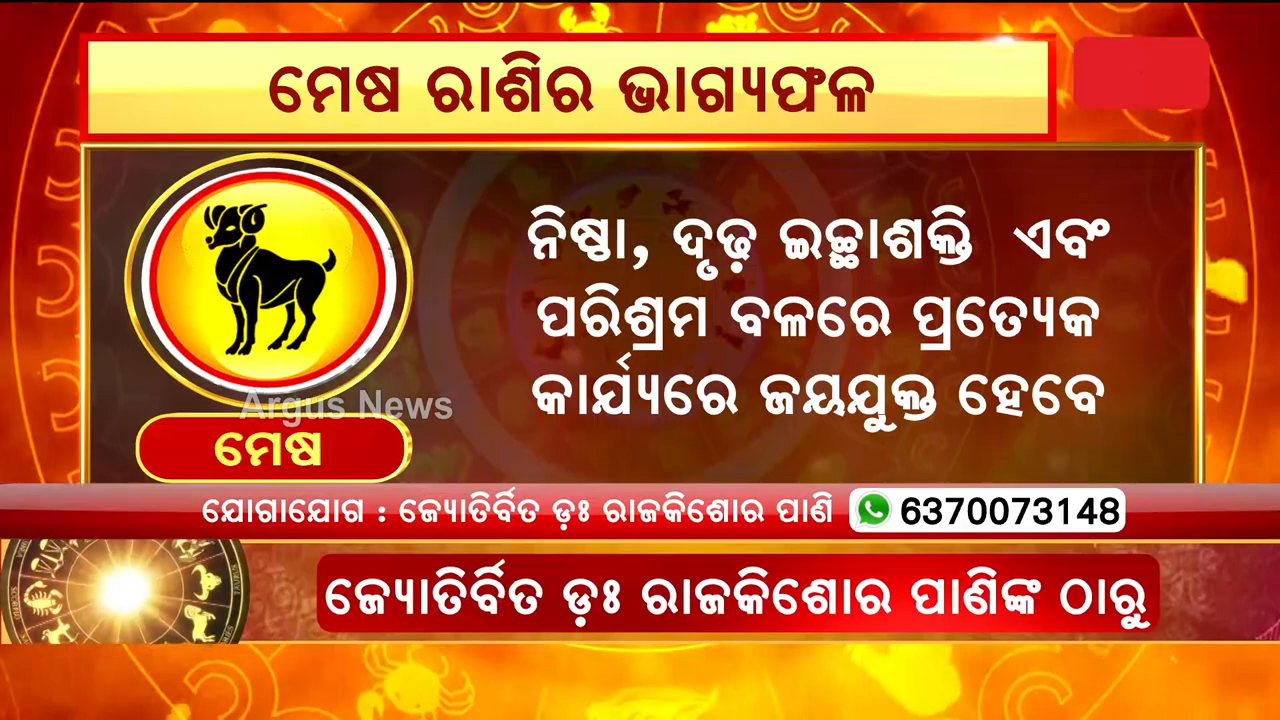 ମେଷ ରାଶିର ଭାଗ୍ୟଫଳ
ନିଷ୍ଠା, ଦୃଢ଼ ଇଚ୍ଛାଶକ୍ତି ଏବଂ
ପରିଶ୍ରମ ବଳରେ ପ୍ରତ୍ୟେକ
କାର୍ଯ୍ୟରେ ଜୟଯୁକ୍ତ ହେବେ
Argus News
ମେଷ
ଯୋଗାଯୋଗ : ଜ୍ୟୋତିର୍ବିତ ଡ଼ଃ ରାଜକିଶୋର ପାଣି 6370073148
ଜ୍ୟୋତିର୍ବିତ ଡ଼ଃ ରାଜକିଶୋର ପାଣିଙ୍କ ଠାରୁ